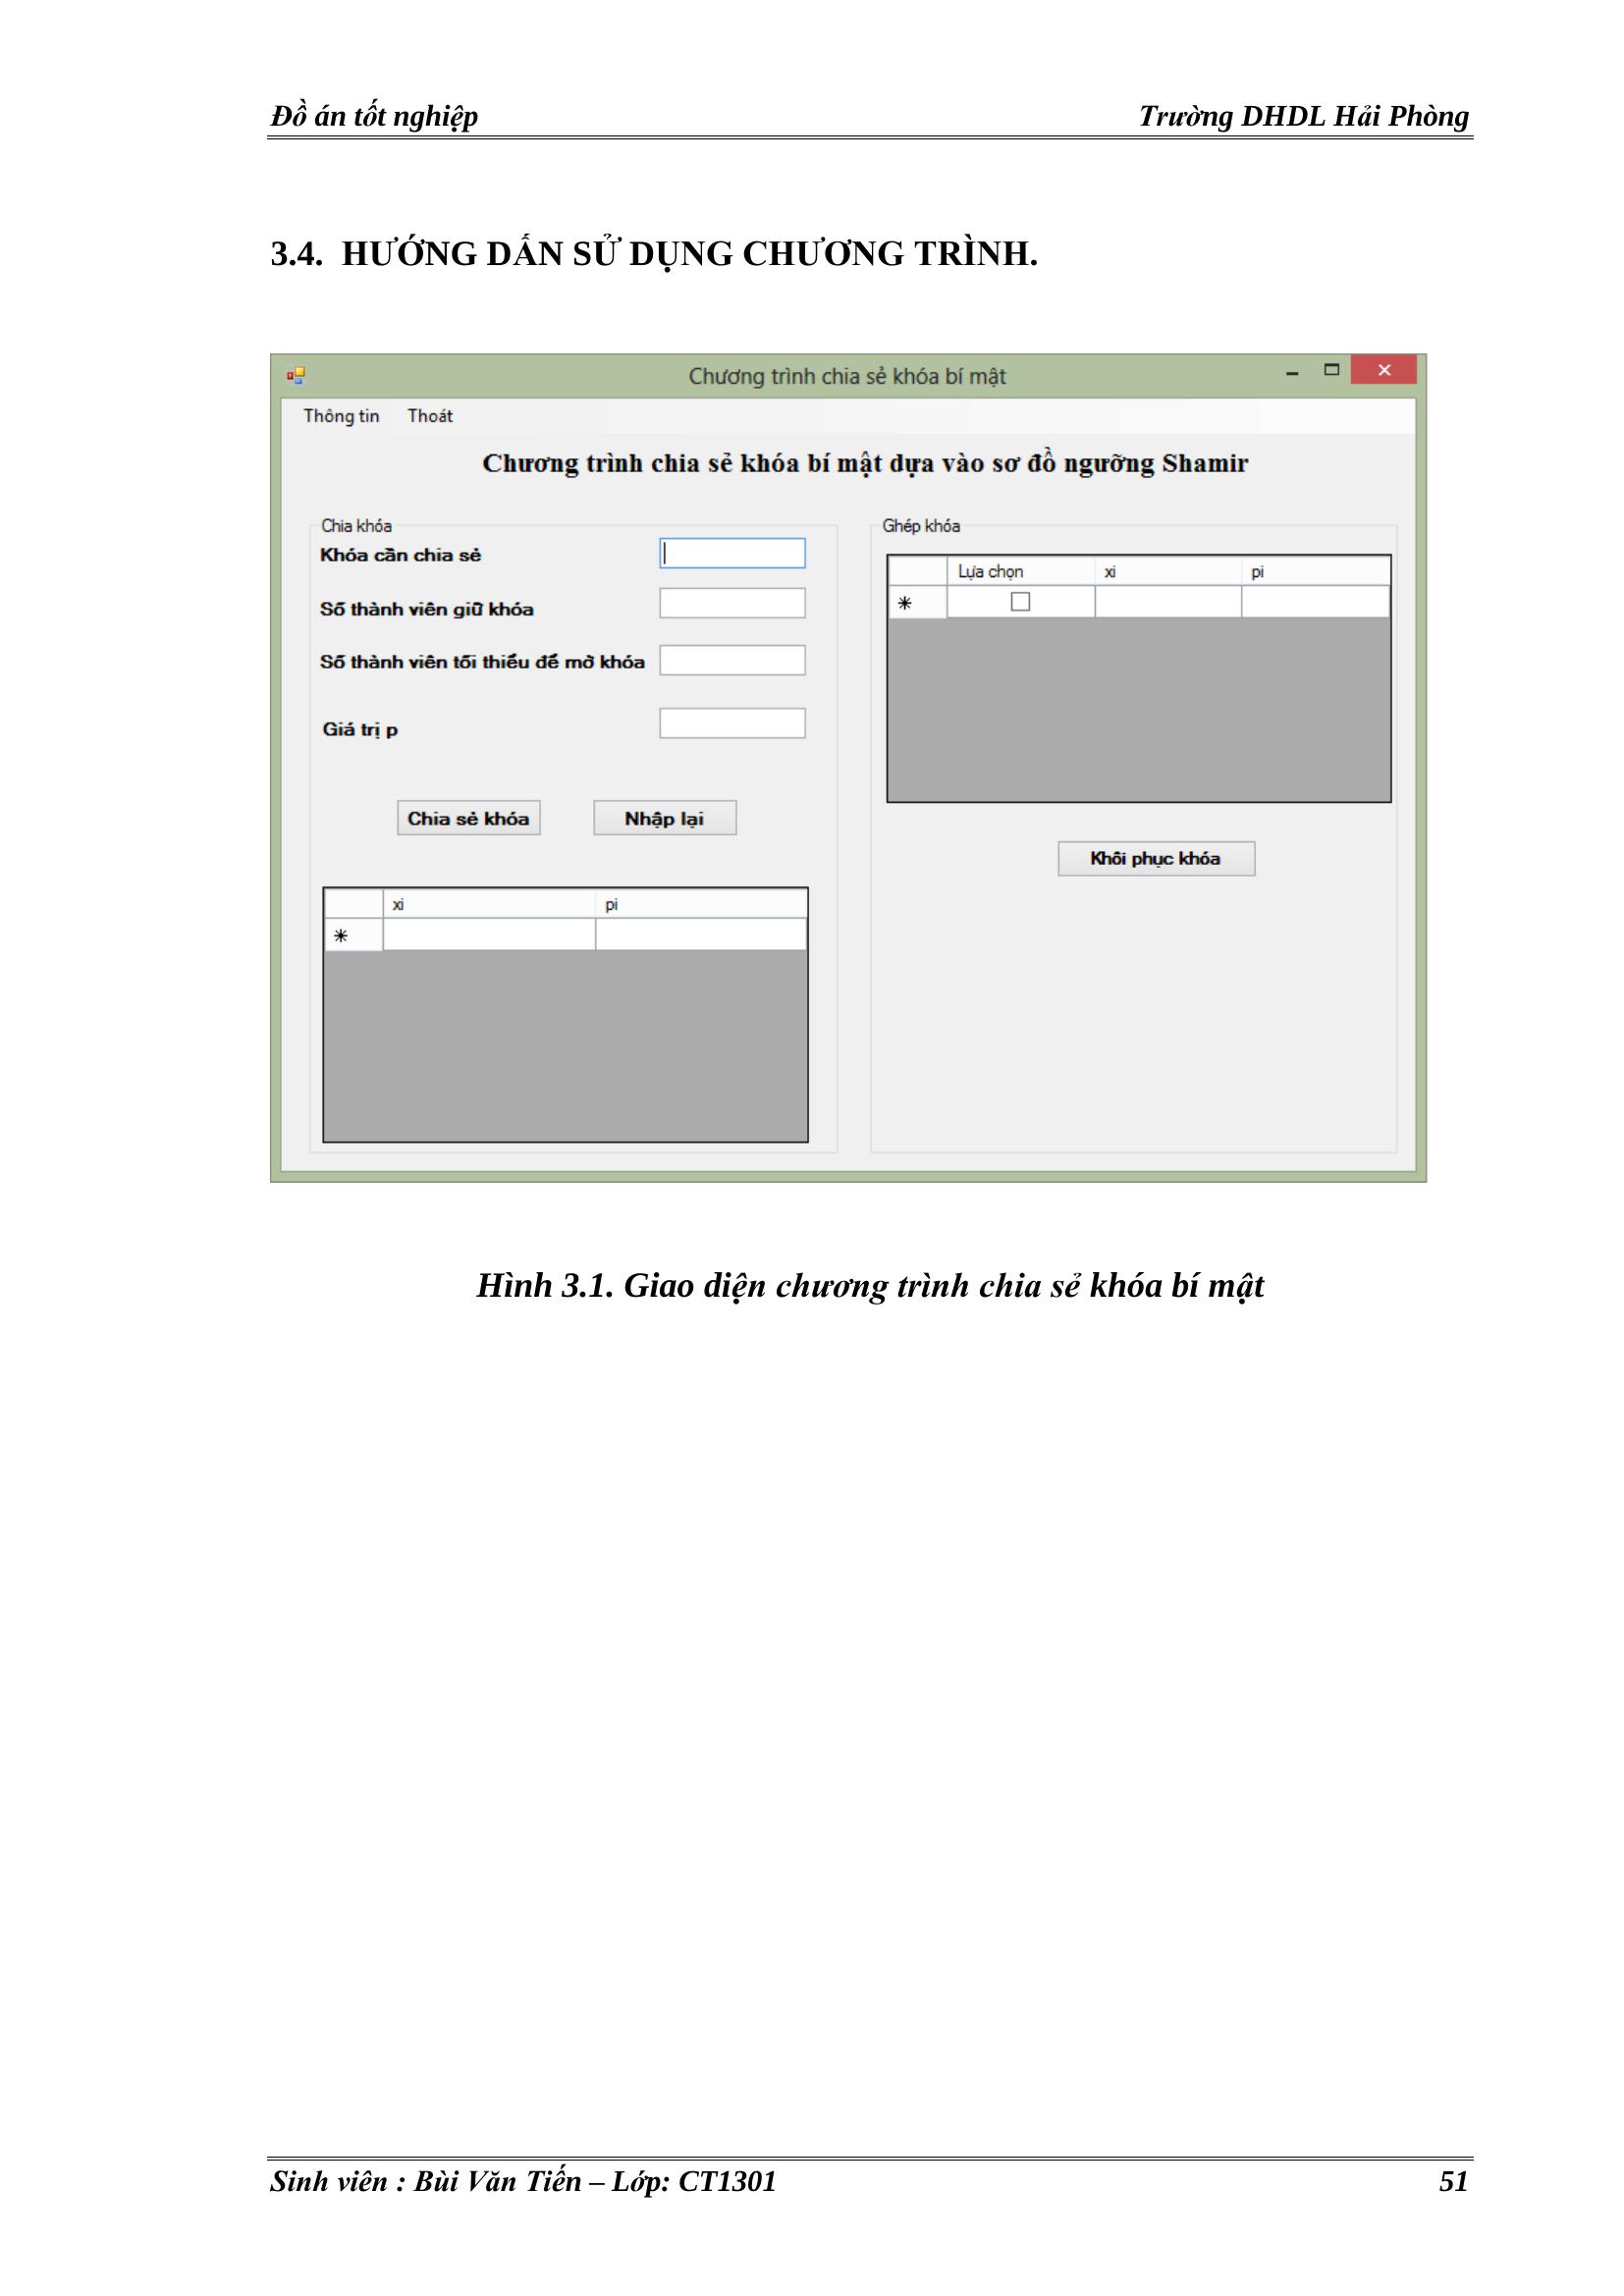 Đồ án tốt nghiệp Trường DHDL Hải Phòng
3.4. HƯỚNG DẪN SỬ DỤNG CHƯƠNG TRÌNH.
Chương trình chia sẻ khóa bí mật
Thông tin Thoát
Chương trình chia sẻ khóa bí mật dựa vào sơ đồ ngưỡng Shamir
Chia khóa
Khóa cần chia sẻ
Số thành viên giữ khóa
Số thành viên tối thiểu để mở khóa
Giá trị p
Chia sẻ khóa Nhập lại
xi pi
Ghép khóa
Lựa chọn xi pi
Khôi phục khóa
Hình 3.1. Giao diện chương trình chia sẻ khóa bí mật
Sinh viên : Bùi Văn Tiến – Lớp: CT1301 51